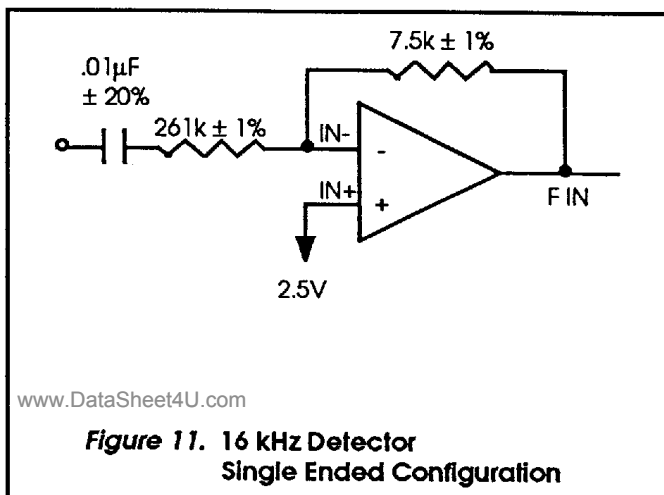 7.5k ± 1%
.01µF
± 20%
261k ± 1%
IN-
-
IN+
+
F IN
2.5V
www.DataSheet4U.com
Figure 11. 16 kHz Detector
Single Ended Configuration